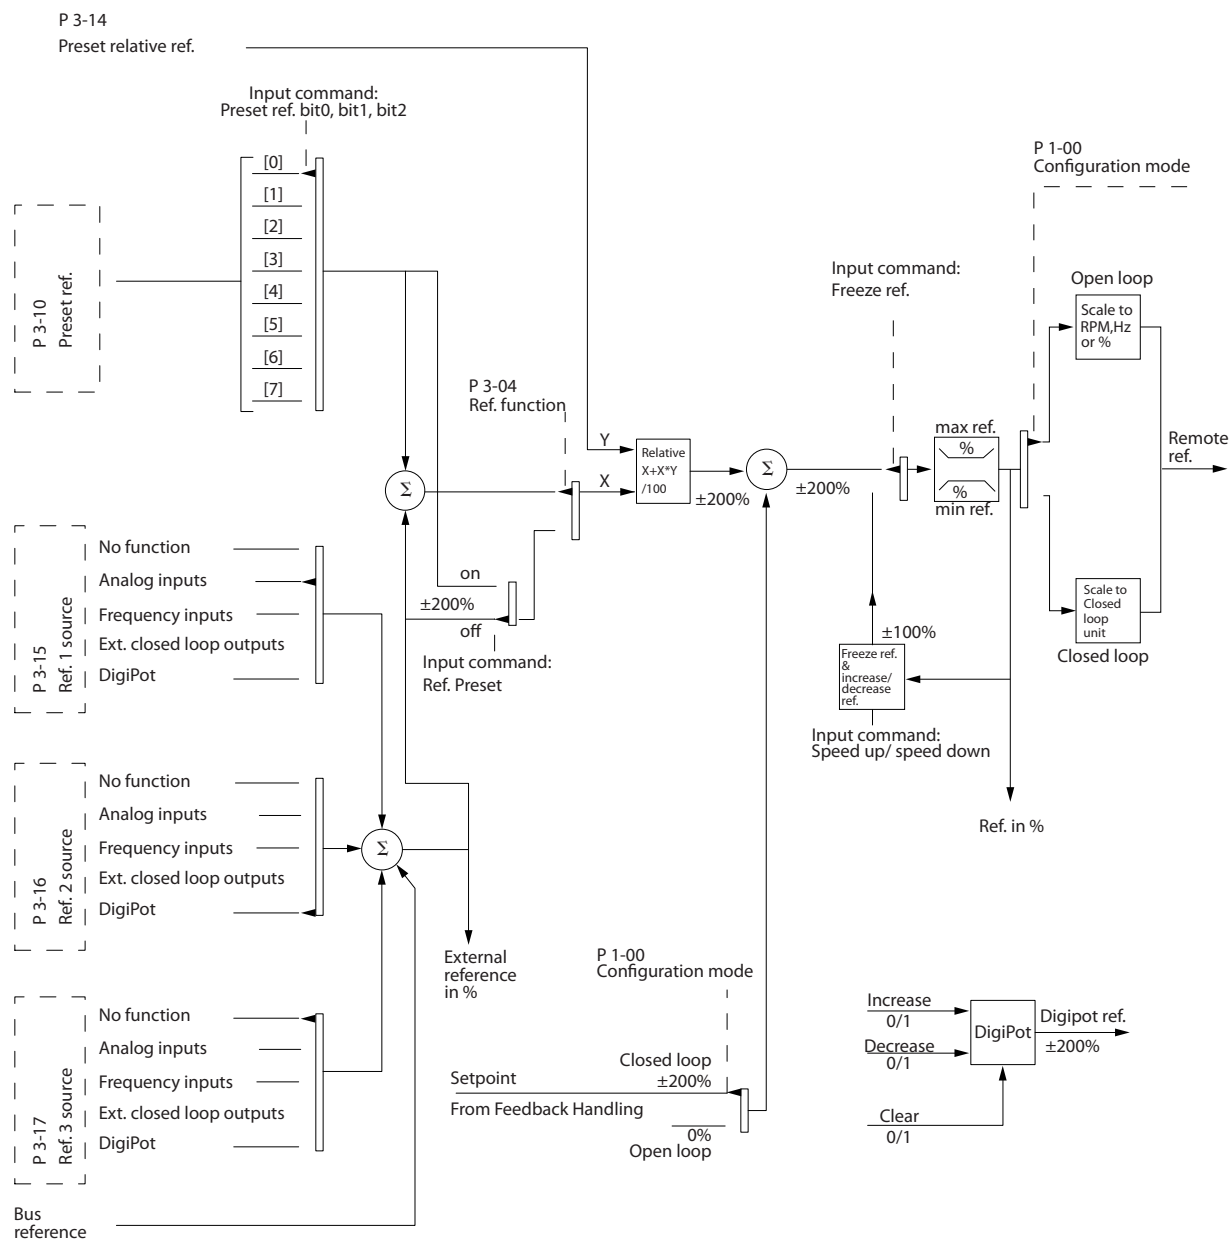 P 3-14
Preset relative ref.
Input command:
Preset ref. bit0, bit1, bit2
[0]
[1]
[2]
[3]
[4]
[5]
[6]
[7]
P 3-10
Preset ref.
P 1-00
Configuration mode
Input command:
Freeze ref.
Open loop
Scale to
RPM,Hz
or %
P 3-04
Ref. function
Y
X
Relative
X+X*Y
/100
±200%
Σ
±200%
max ref.
%
%
min ref.
Remote
ref.
Σ
P 3-15
Ref. 1 source
No function
Analog inputs
Frequency inputs
Ext. closed loop outputs
DigiPot
on
±200%
off
Input command:
Ref. Preset
Scale to
Closed
loop
unit
Closed loop
±100%
Freeze ref.
&
increase/
decrease
ref.
Input command:
Speed up/ speed down
Ref. in %
P 3-16
Ref. 2 source
No function
Analog inputs
Frequency inputs
Ext. closed loop outputs
DigiPot
Σ
External
reference
in %
P 1-00
Configuration mode
P 3-17
Ref. 3 source
No function
Analog inputs
Frequency inputs
Ext. closed loop outputs
DigiPot
Closed loop
±200%
Setpoint
From Feedback Handling
0%
Open loop
Increase
0/1
Decrease
0/1
DigiPot
Digipot ref.
±200%
Clear
0/1
Bus
reference